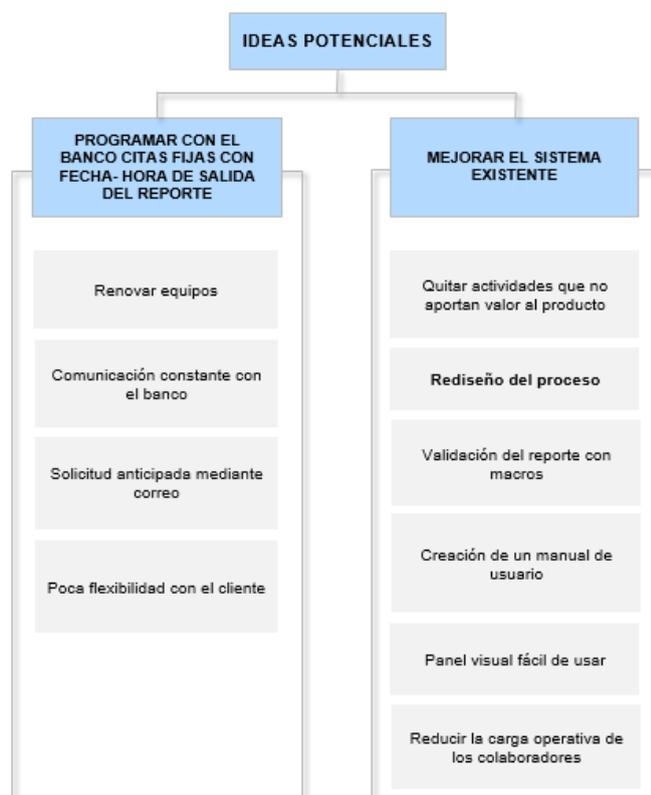 IDEAS POTENCIALES
PROGRAMAR CON EL
BANCO CITAS FIJAS CON
FECHA- HORA DE SALIDA
DEL REPORTE
Renovar equipos
Comunicación constante con
el banco
Solicitud anticipada mediante
correo
Poca flexibilidad con el cliente
MEJORAR EL SISTEMA
EXISTENTE
Quitar actividades que no
aportan valor al producto
Rediseño del proceso
Validación del reporte con
macros
Creación de un manual de
usuario
Panel visual fácil de usar
Reducir la carga operativa de
los colaboradores